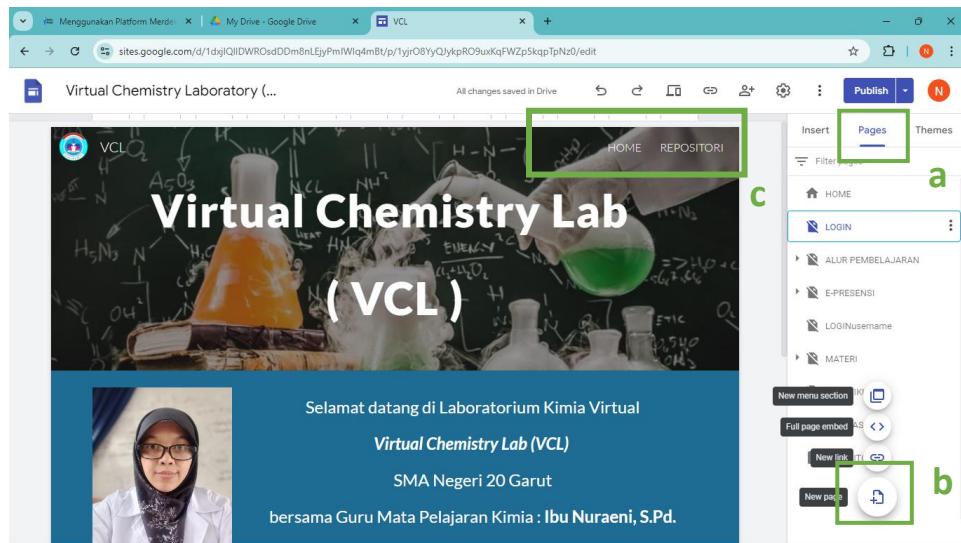 Menggunakan Platform Merde
My Drive - Google Drive
VCL
sites.google.com/d/1dxjlQIIDWROsdDDm8nLEjyPmIWIq4mBt/p/1yjrO8YyQJykpRO9uxKqFWZp5kqpTpNz0/edit
N
Virtual Chemistry Laboratory (...
All changes saved in Drive
Publish
N
Insert
Pages
Themes
a
Filter pages
VCL
HOME
REPOSITORI
c
Virtual Chemistry Lab
( VCL )
HOME
LOGIN
ALUR PEMBELAJARAN
E-PRESENSI
LOGINusername
MATERI
New menu section
Full page embed
New link
New page
b
Selamat datang di Laboratorium Kimia Virtual
Virtual Chemistry Lab (VCL)
SMA Negeri 20 Garut
bersama Guru Mata Pelajaran Kimia : Ibu Nuraeni, S.Pd.